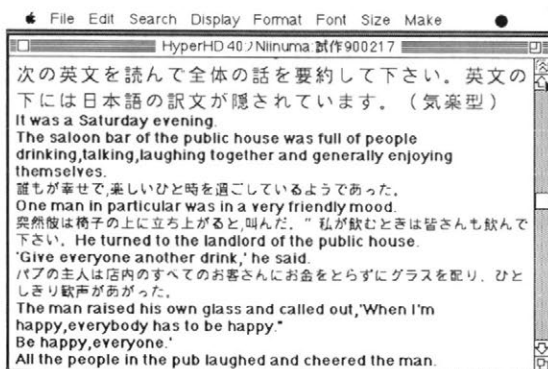 File Edit Search Display Format Font Size Make
HyperHD 40:ﾉNiinuma:試作900217
次の英文を読んで全体の話を要約して下さい。英文の
下には日本語の訳文が隠されています。（気楽型）
It was a Saturday evening.
The saloon bar of the public house was full of people
drinking,talking,laughing together and generally enjoying
themselves.
誰もが幸せで,楽しいひと時を過ごしているようであった。
One man in particular was in a very friendly mood.
突然彼は椅子の上に立ち上がると,叫んだ。" 私が飲むときは皆さんも飲んで
下さい。He turned to the landlord of the public house.
'Give everyone another drink,' he said.
パブの主人は店内のすべてのお客さんにお金をとらずにグラスを配り、ひと
しきり歓声があがった。
The man raised his own glass and called out,'When I'm
happy,everybody has to be happy."
Be happy,everyone.'
All the people in the pub laughed and cheered the man.